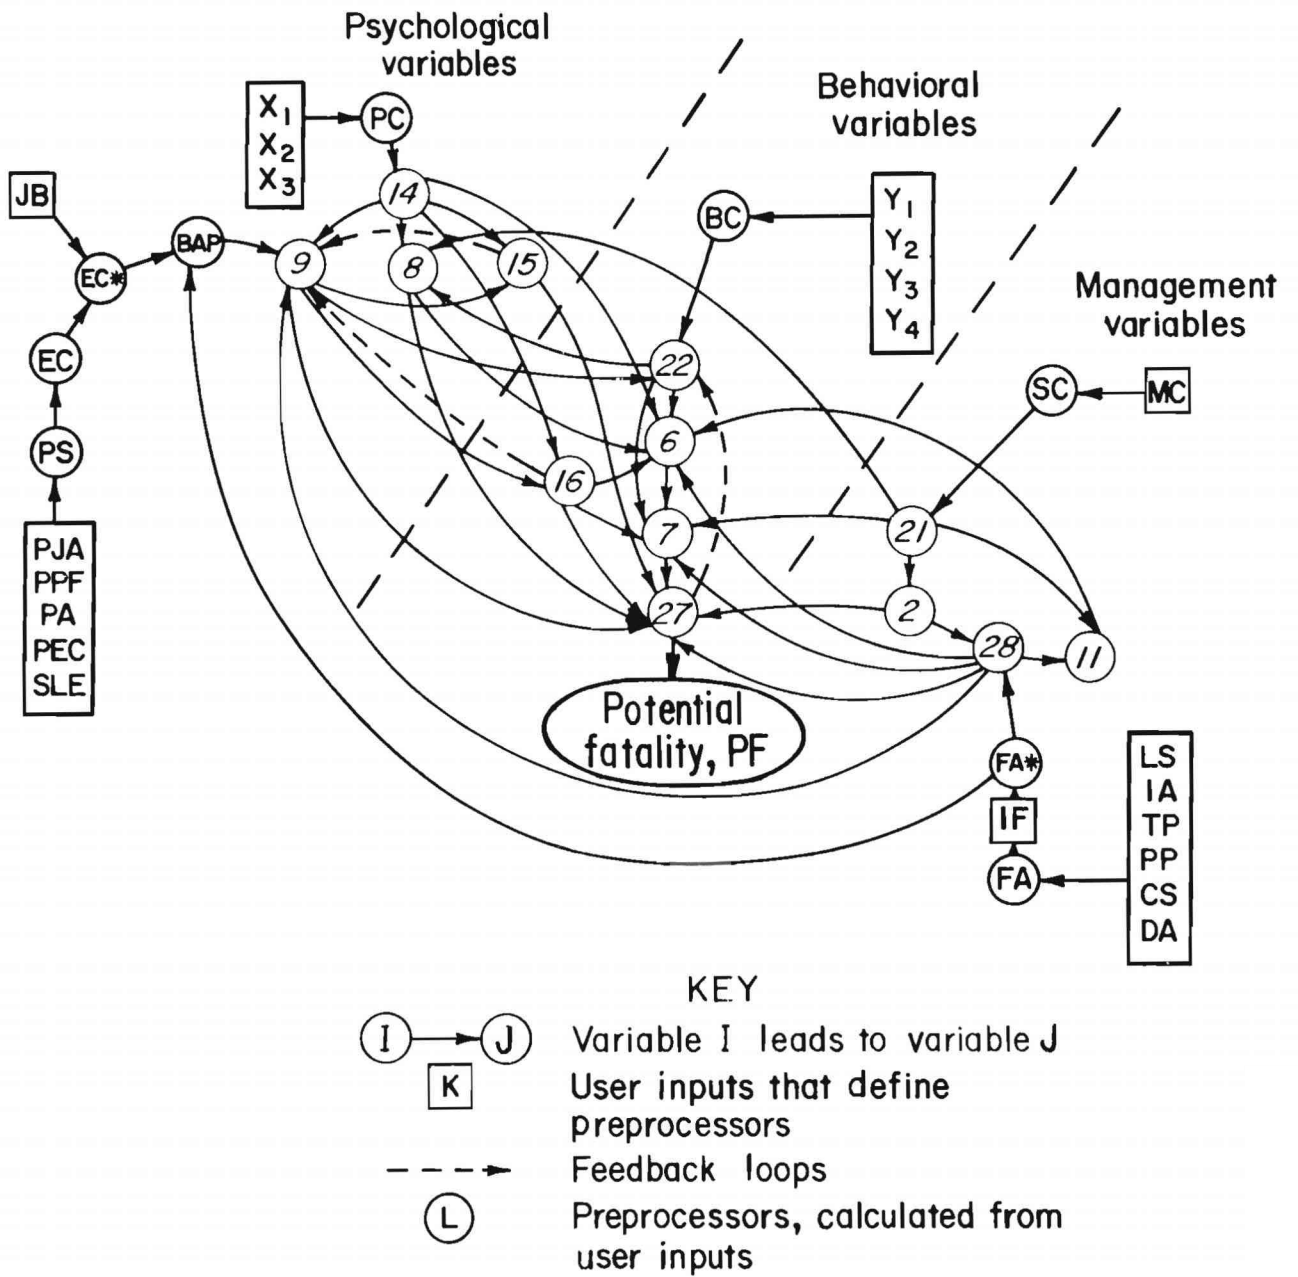 Psychological
variables
Behavioral
variables
Management
variables
X1
X2
X3
PC
JB
14
BC
Y1
Y2
Y3
Y4
BAP
EC*
9
8
15
EC
22
SC
MC
PS
6
16
PJA
PPF
PA
PEC
SLE
7
21
27
2
28
11
Potential
fatality, PF
FA*
IF
FA
LS
IA
TP
PP
CS
DA
KEY
I J Variable I leads to variable J
K User inputs that define
preprocessors
Feedback loops
L Preprocessors, calculated from
user inputs